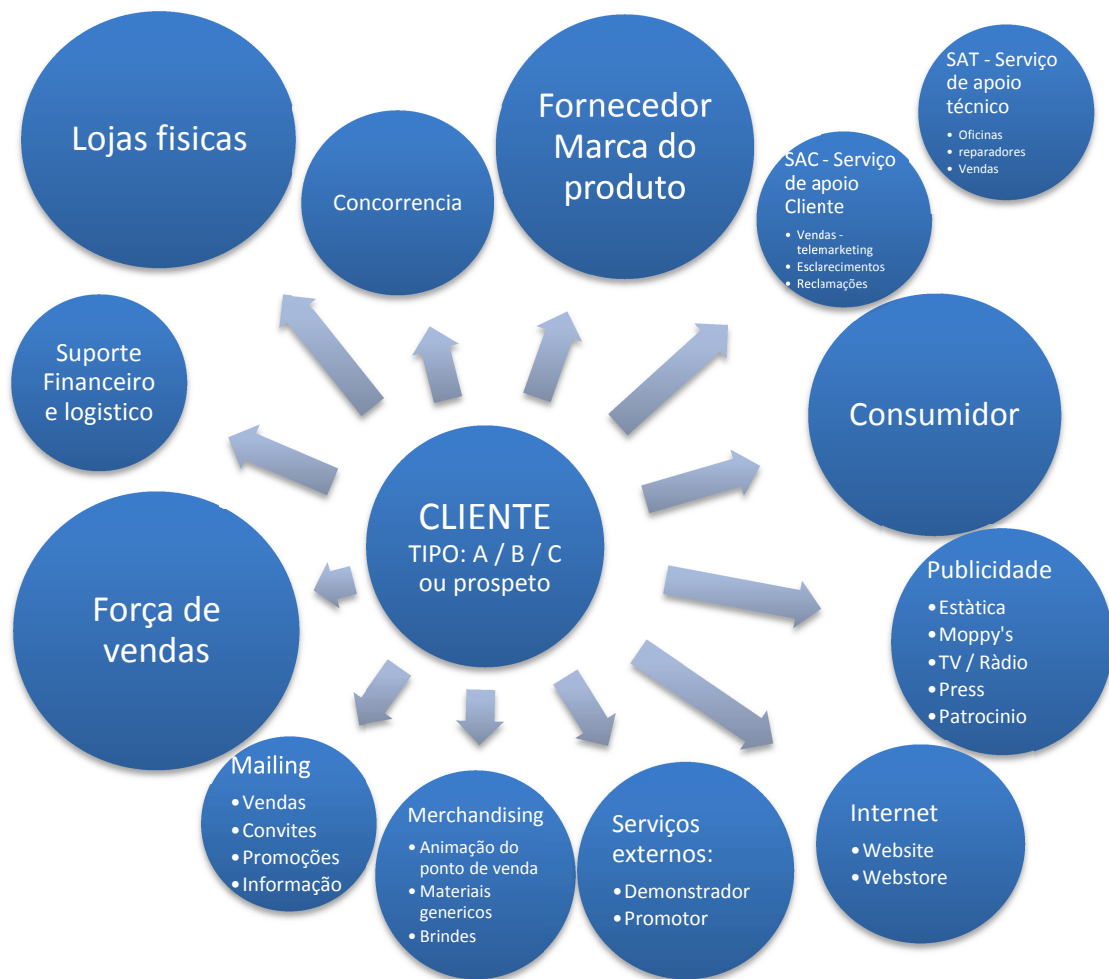 Lojas fisicas
Concorrencia
Fornecedor
Marca do
produto
SAC - Serviço
de apoio
Cliente
• Vendas -
telemarketing
• Esclarecimentos
• Reclamações
SAT - Serviço
de apoio
técnico
• Oficinas
• reparadores
• Vendas
Suporte
Financeiro
e logistico
Consumidor
CLIENTE
TIPO: A / B / C
ou prospeto
Força de
vendas
Publicidade
•Estàtica
•Moppy's
•TV / Ràdio
•Press
•Patrocinio
Mailing
•Vendas
•Convites
•Promoções
•Informação
Merchandising
• Animação do
ponto de venda
• Materiais
genericos
• Brindes
Serviços
externos:
•Demonstrador
•Promotor
Internet
•Website
•Webstore